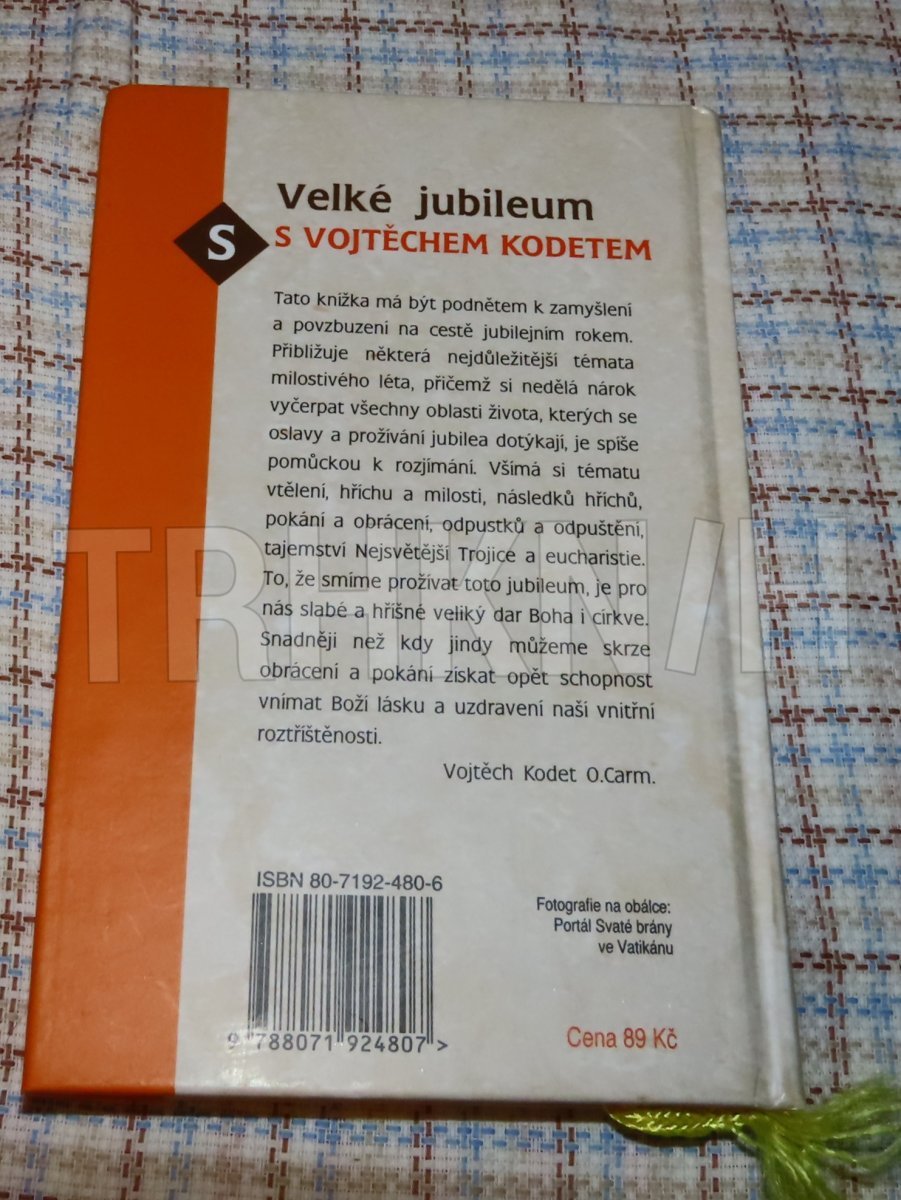 Velké jubileum
S
S VOJTĚCHEM KODETEM
Tato knížka má být podnětem k zamyšlení
a povzbuzení na cestě jubilejním rokem.
Přibližuje některá nejdůležitější témata
milostivého léta, přičemž si nedělá nárok
vyčerpat všechny oblasti života, kterých se
oslavy a prožívání jubilea dotýkají, je spíše
pomůckou k rozjímání. Všímá si tématu
vtělení, hříchu a milosti, následků hříchů,
pokání a obrácení, odpustků a odpuštění,
tajemství Nejsvětější Trojice a eucharistie.
To, že smíme prožívat toto jubileum, je pro
nás slabé a hříšné veliký dar Boha i církve.
Snadněji než kdy jindy můžeme skrze
obrácení a pokání získat opět schopnost
vnímat Boží lásku a uzdravení naší vnitřní
roztříštěnosti.
Vojtěch Kodet O.Carm.
TRHKNIH
ISBN 80-7192-480-6
9 788071 924807 >
Fotografie na obálce:
Portál Svaté brány
ve Vatikánu
Cena 89 Kč